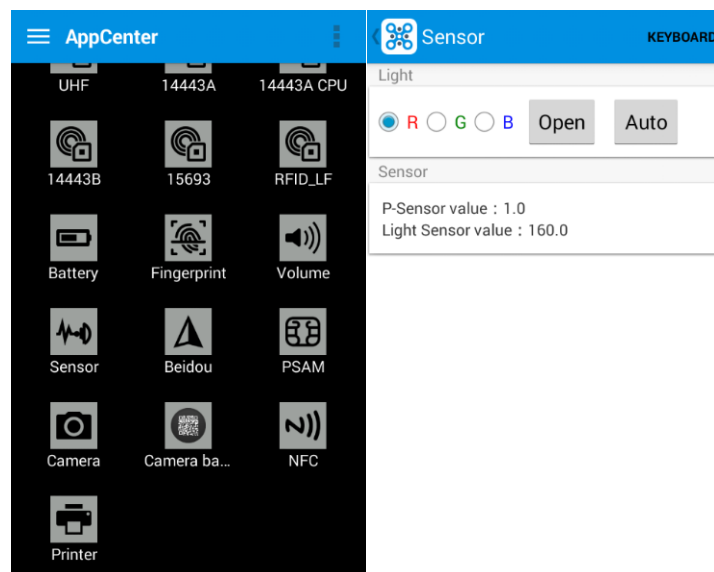 AppCenter
UHF
14443A
14443A CPU
14443B
15693
RFID_LF
Battery
Fingerprint
Volume
Sensor
Beidou
PSAM
Camera
Camera ba...
NFC
Printer
Sensor
KEYBOARD
Light
R G B Open Auto
Sensor
P-Sensor value：1.0
Light Sensor value：160.0